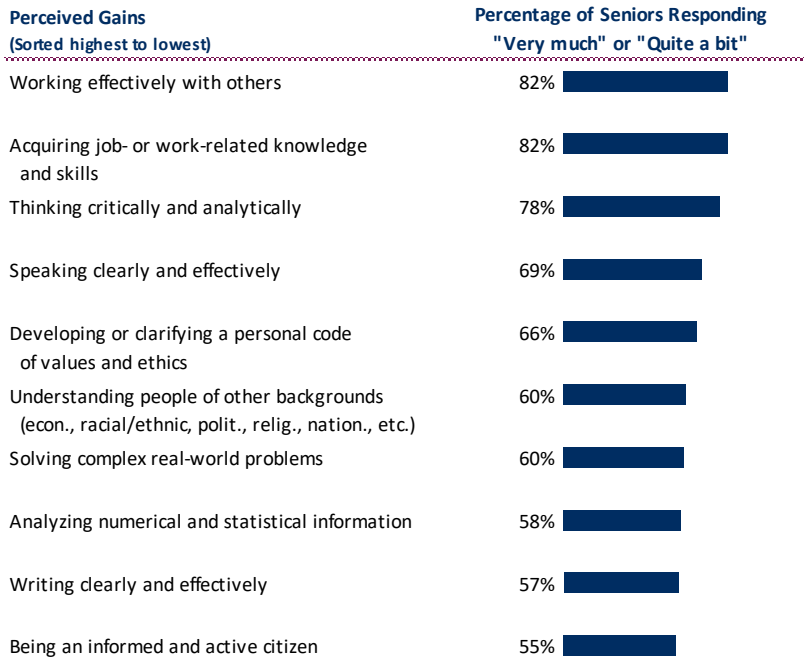 Perceived Gains
(Sorted highest to lowest)
Percentage of Seniors Responding
"Very much" or "Quite a bit"
Working effectively with others 82%
Acquiring job- or work-related knowledge 82%
and skills
Thinking critically and analytically 78%
Speaking clearly and effectively 69%
Developing or clarifying a personal code 66%
of values and ethics
Understanding people of other backgrounds 60%
(econ., racial/ethnic, polit., relig., nation., etc.)
Solving complex real-world problems 60%
Analyzing numerical and statistical information 58%
Writing clearly and effectively 57%
Being an informed and active citizen 55%